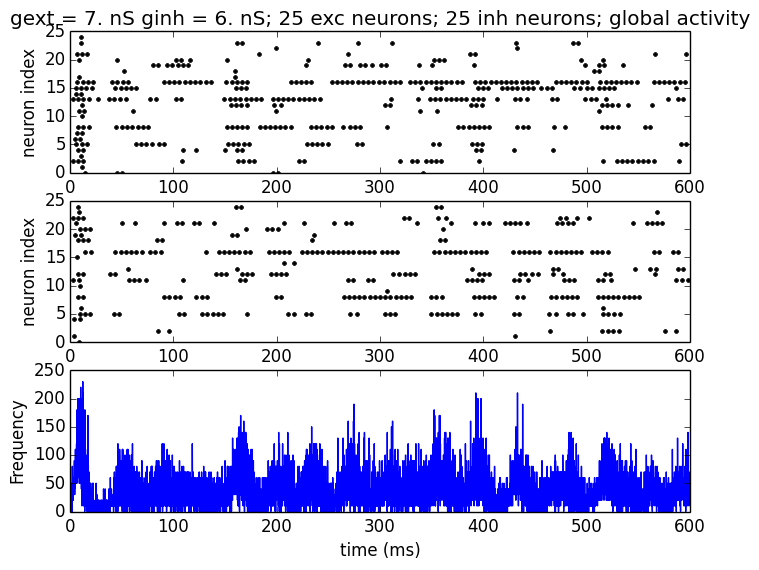 gext = 7. nS ginh = 6. nS; 25 exc neurons; 25 inh neurons; global activity
25
20
15
10
5
0
neuron index
0 100 200 300 400 500 600
25
20
15
10
5
0
neuron index
0 100 200 300 400 500 600
250
200
150
100
50
0
Frequency
0 100 200 300 400 500 600
time (ms)